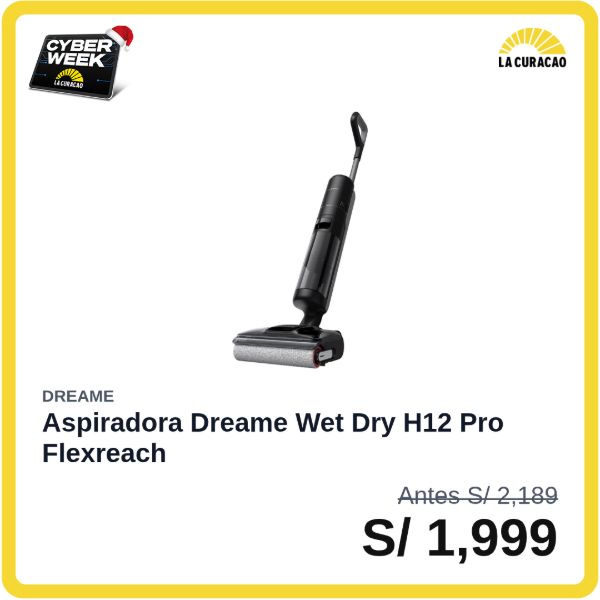 CYBER
WEEK
LA CURACAO
LA CURACAO
DREAME
Aspiradora Dreame Wet Dry H12 Pro
Flexreach
Antes S/ 2,189
S/ 1,999